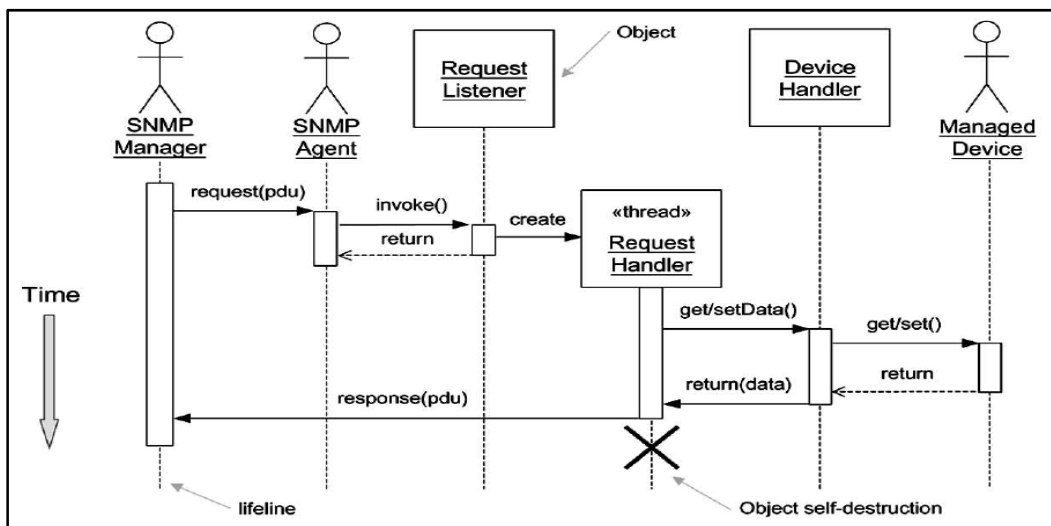 Object
Request
Listener
Device
Handler
SNMP
Manager
SNMP
Agent
Managed
Device
request(pdu)
invoke()
create
return
«thread»
Request
Handler
Time
get/setData()
get/set()
return
return(data)
response(pdu)
lifeline
Object self-destruction